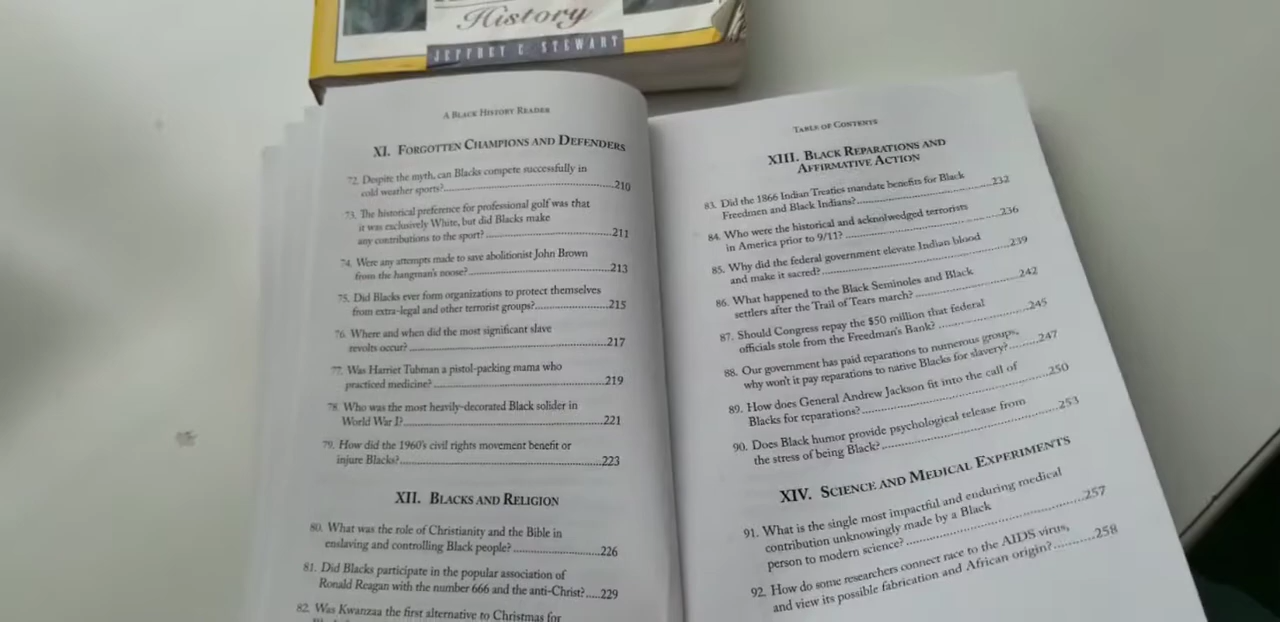 History
JEFFREY C. STEWART
A BLACK HISTORY READER
XI. FORGOTTEN CHAMPIONS AND DEFENDERS
72. Despite the myth, can Blacks compete successfully in
cold weather sports?..........210
73. The historical preference for professional golf was that
it was exclusively White, but did Blacks make
any contributions to the sport?..........211
74. Were any attempts made to save abolitionist John Brown
from the hangman's noose?..........213
75. Did Blacks ever form organizations to protect themselves
from extra-legal and other terrorist groups?..........215
76. Where and when did the most significant slave
revolts occur?..........217
77. Was Harriet Tubman a pistol-packing mama who
practiced medicine?..........219
78. Who was the most heavily-decorated Black solider in
World War I?..........221
79. How did the 1960's civil rights movement benefit or
injure Blacks?..........223
XII. BLACKS AND RELIGION
80. What was the role of Christianity and the Bible in
enslaving and controlling Black people?..........226
81. Did Blacks participate in the popular association of
Ronald Reagan with the number 666 and the anti-Christ?.....229
82. Was Kwanzaa the first alternative to Christmas for
TABLE OF CONTENTS
XIII. BLACK REPARATIONS AND
AFFIRMATIVE ACTION
83. Did the 1866 Indian Treaties mandate benefits for Black
Freedmen and Black Indians?..........232
84. Who were the historical and acknolwedged terrorists
in America prior to 9/11?..........236
85. Why did the federal government elevate Indian blood
and make it sacred?..........239
86. What happened to the Black Seminoles and Black
settlers after the Trail of Tears march?..........242
87. Should Congress repay the $50 million that federal
officials stole from the Freedman's Bank?..........245
88. Our government has paid reparations to numerous groups,
why won't it pay reparations to native Blacks for slavery?..........247
89. How does General Andrew Jackson fit into the call of
Blacks for reparations?..........250
90. Does Black humor provide psychological release from
the stress of being Black?..........253
XIV. SCIENCE AND MEDICAL EXPERIMENTS
91. What is the single most impactful and enduring medical
contribution unknowingly made by a Black
person to modern science?..........257
92. How do some researchers connect race to the AIDS virus,
and view its possible fabrication and African origin?..........258